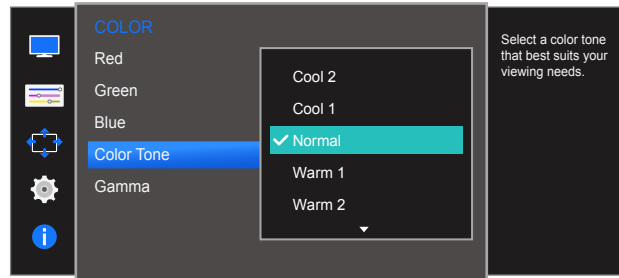 COLOR
Red
Green
Blue
Color Tone
Gamma
Cool 2
Cool 1
Normal
Warm 1
Warm 2
Select a color tone
that best suits your
viewing needs.